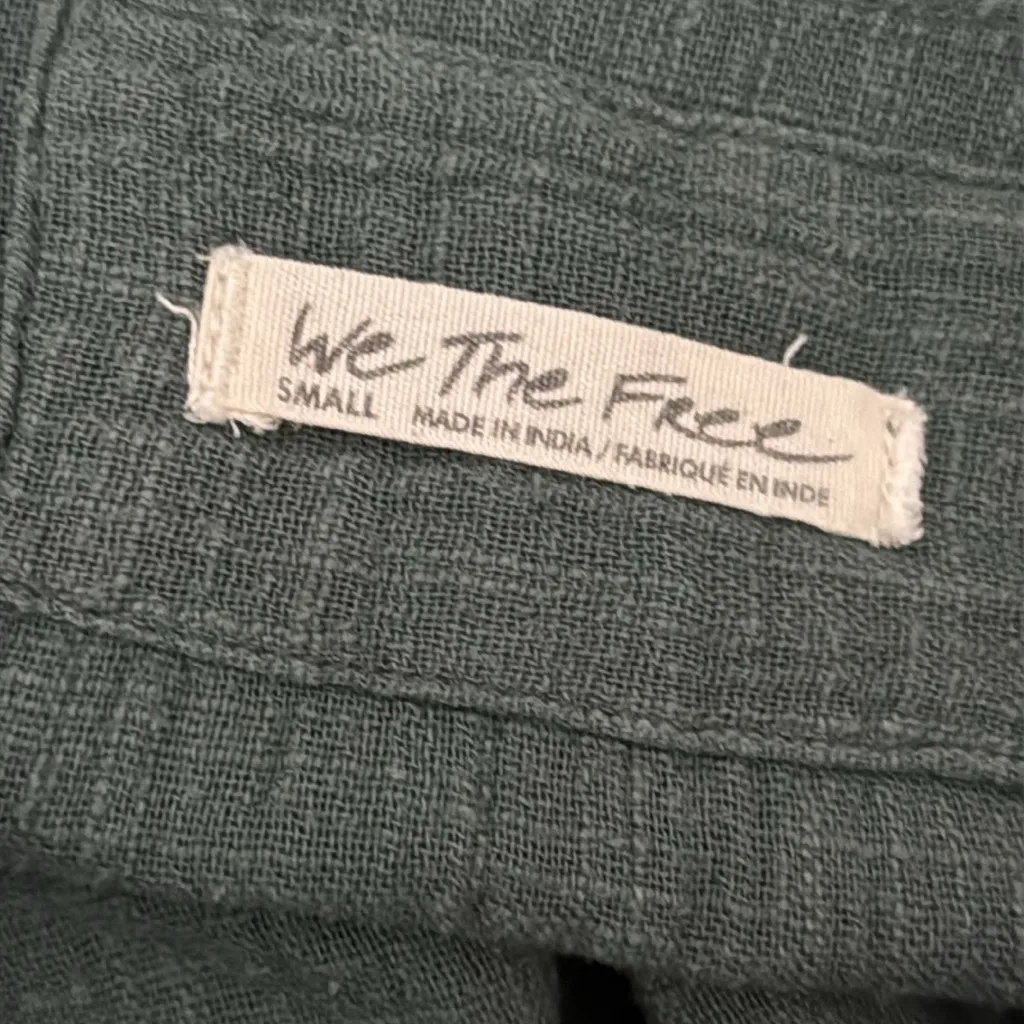 We The Free
SMALL MADE IN INDIA / FABRIQUÉ EN INDE